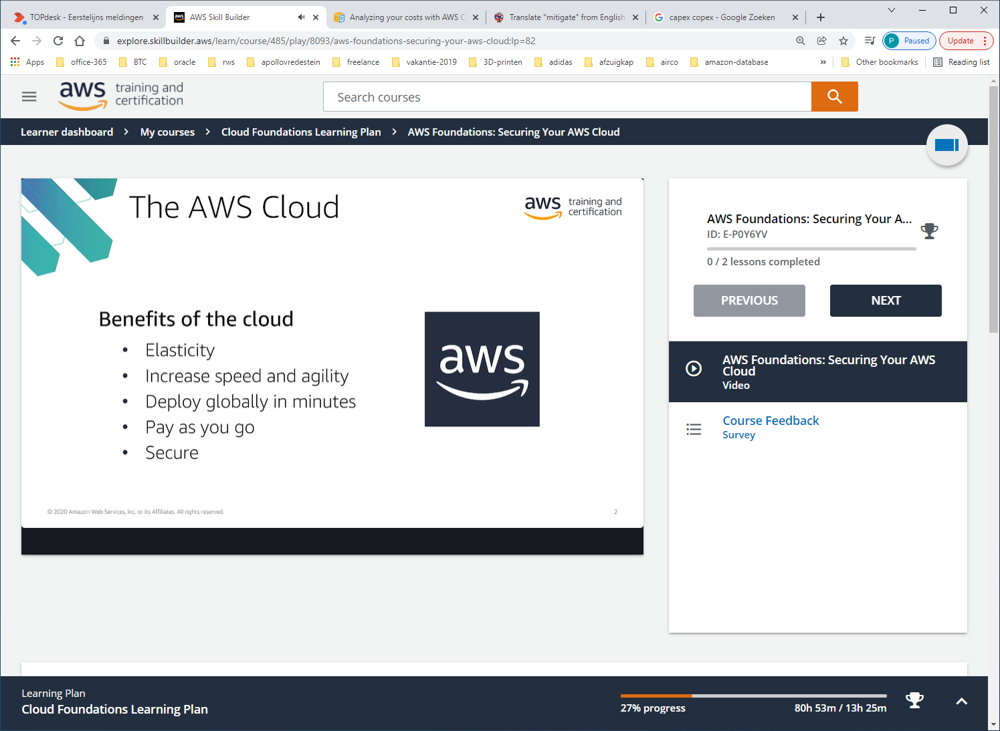 TOPdesk - Eerstelijns meldingen
AWS Skill Builder
Analyzing your costs with AWS C
Translate "mitigate" from English
capex copex - Google Zoeken
explore.skillbuilder.aws/learn/course/485/play/8093/aws-foundations-securing-your-aws-cloud;lp=82
P Paused
Update
Apps
office-365
BTC
oracle
rws
apollovredestein
freelance
vakantie-2019
3D-printen
adidas
afzuigkap
airco
amazon-database
»
Other bookmarks
Reading list
aws training and
certification
Search courses
Learner dashboard > My courses > Cloud Foundations Learning Plan > AWS Foundations: Securing Your AWS Cloud
The AWS Cloud
aws training and
certification
Benefits of the cloud
• Elasticity
• Increase speed and agility
• Deploy globally in minutes
• Pay as you go
• Secure
aws
© 2020 Amazon Web Services, Inc. or its Affiliates. All rights reserved.
2
AWS Foundations: Securing Your A...
ID: E-P0Y6YV
0 / 2 lessons completed
PREVIOUS
NEXT
AWS Foundations: Securing Your AWS
Cloud
Video
Course Feedback
Survey
Learning Plan
Cloud Foundations Learning Plan
27% progress
80h 53m / 13h 25m